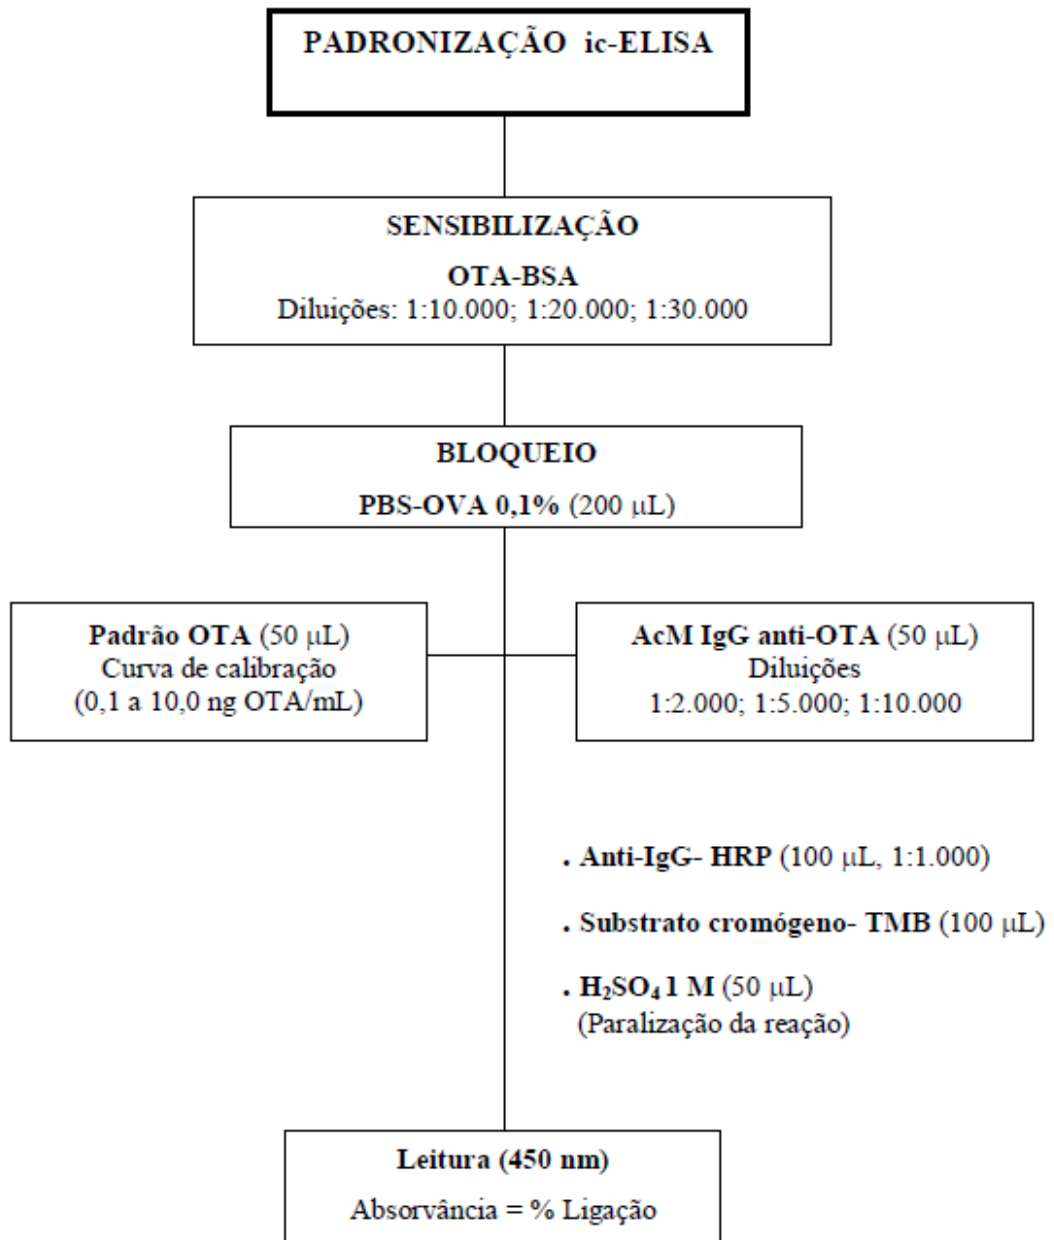 PADRONIZAÇÃO ic-ELISA
SENSIBILIZAÇÃO
OTA-BSA
Diluições: 1:10.000; 1:20.000; 1:30.000
BLOQUEIO
PBS-OVA 0,1% (200 μL)
Padrão OTA (50 μL)
Curva de calibração
(0,1 a 10,0 ng OTA/mL)
AcM IgG anti-OTA (50 μL)
Diluições
1:2.000; 1:5.000; 1:10.000
. Anti-IgG- HRP (100 μL, 1:1.000)
. Substrato cromógeno- TMB (100 μL)
. H₂SO₄ 1 M (50 μL)
(Paralização da reação)
Leitura (450 nm)
Absorvância = % Ligação